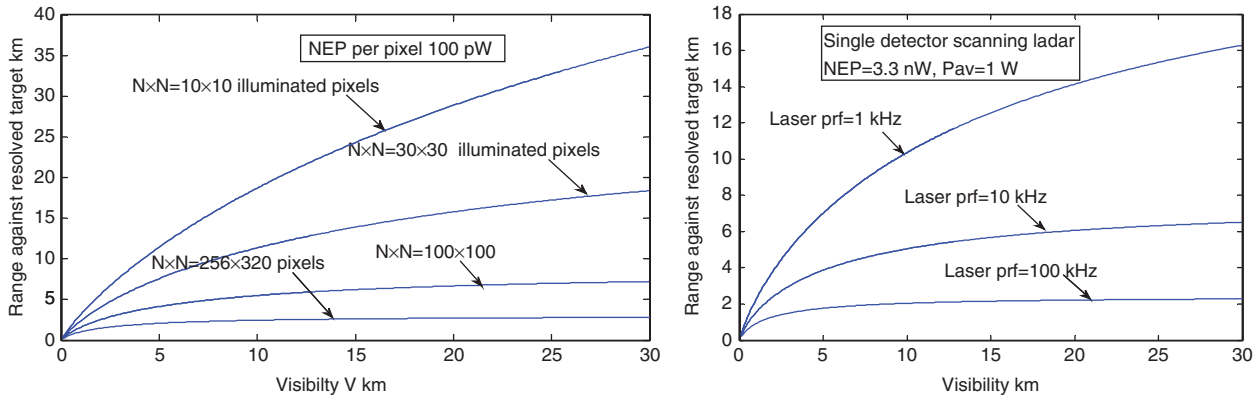 40
35
30
25
20
15
10
5
0
Range against resolved target km
NEP per pixel 100 pW
N×N=10×10 illuminated pixels
N×N=30×30 illuminated pixels
N×N=100×100
N×N=256×320 pixels
0 5 10 15 20 25 30
Visibilty V km
18
16
14
12
10
8
6
4
2
0
Range against resolved target km
Single detector scanning ladar
NEP=3.3 nW, Pav=1 W
Laser prf=1 kHz
Laser prf=10 kHz
Laser prf=100 kHz
0 5 10 15 20 25 30
Visibility km